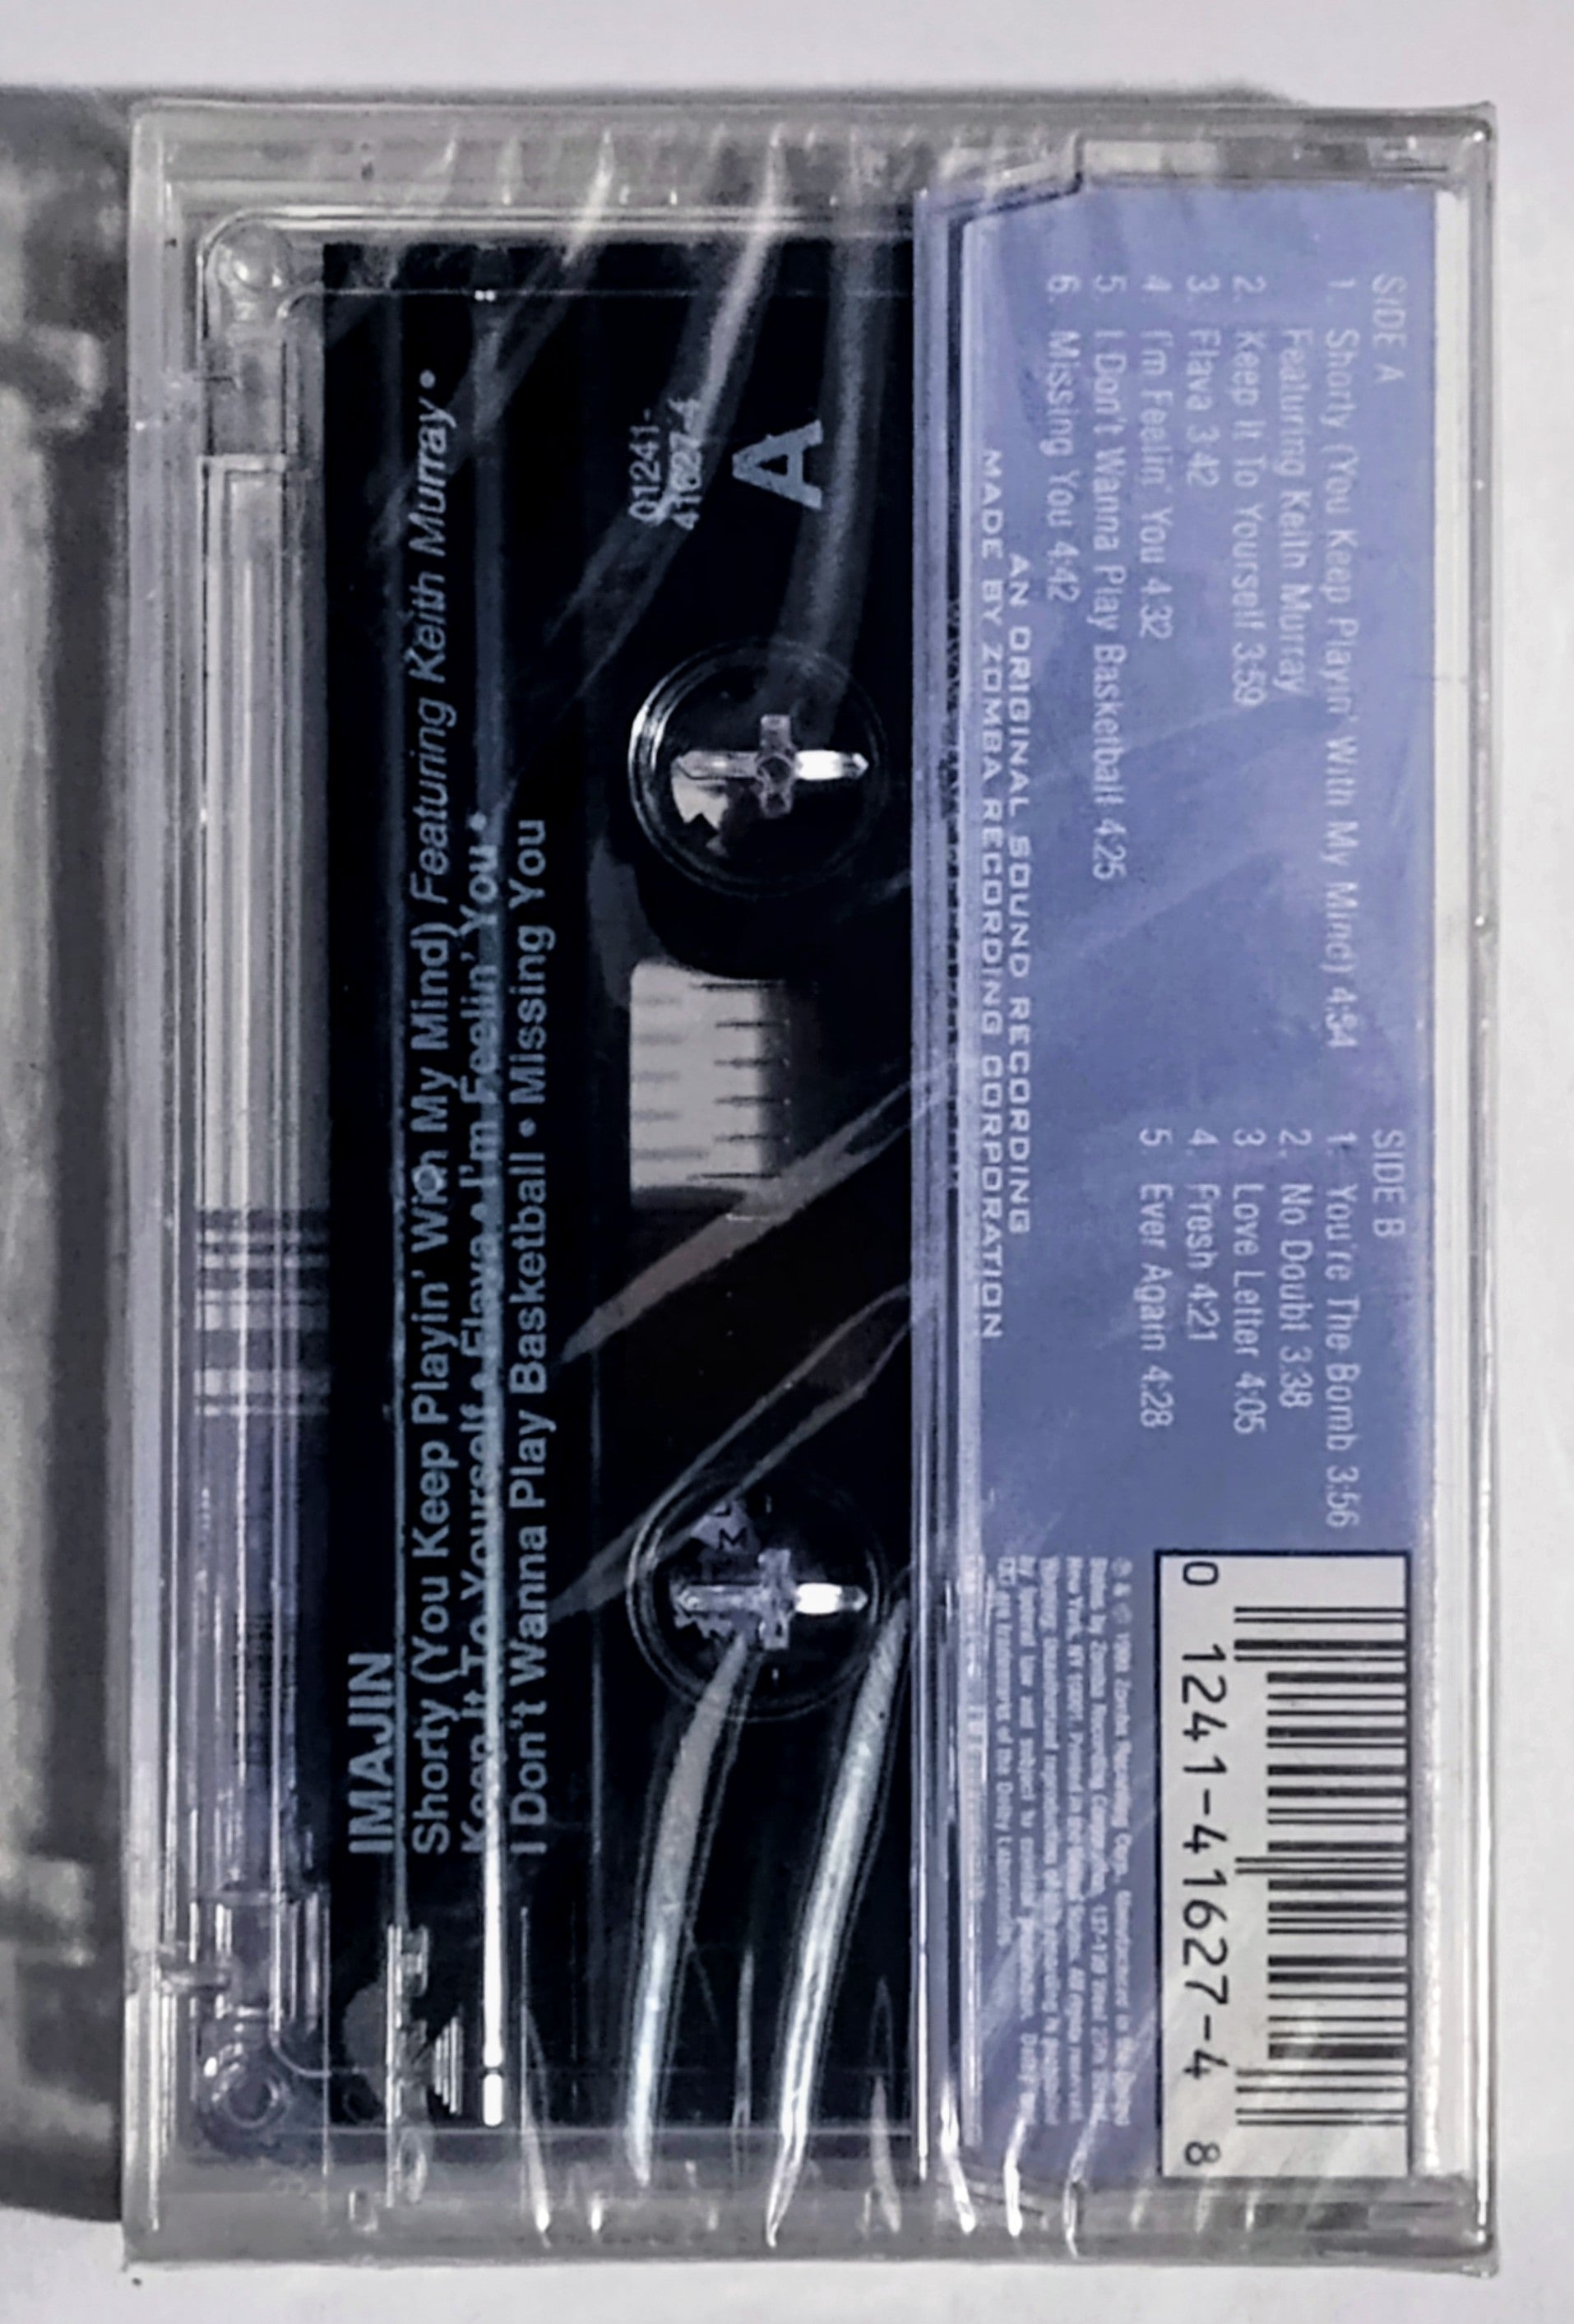 SIDE A
1. Shorty (You Keep Playin' With My Mind) 4:34
Featuring Keith Murray
2. Keep It To Yourself 3:59
3. Flava 3:42
4. I'm Feelin' You 4:32
5. I Don't Wanna Play Basketball 4:25
6. Missing You 4:42
SIDE B
1. You're The Bomb 3:56
2. No Doubt 3:38
3. Love Letter 4:05
4. Fresh 4:21
5. Ever Again 4:28
AN ORIGINAL SOUND RECORDING
MADE BY ZOMBA RECORDING CORPORATION
0 1241-41627-4 8
A
01241-
41627-4
IMAJIN
Shorty (You Keep Playin' With My Mind) Featuring Keith Murray •
Keep It To Yourself • Flava • I'm Feelin' You •
I Don't Wanna Play Basketball • Missing You